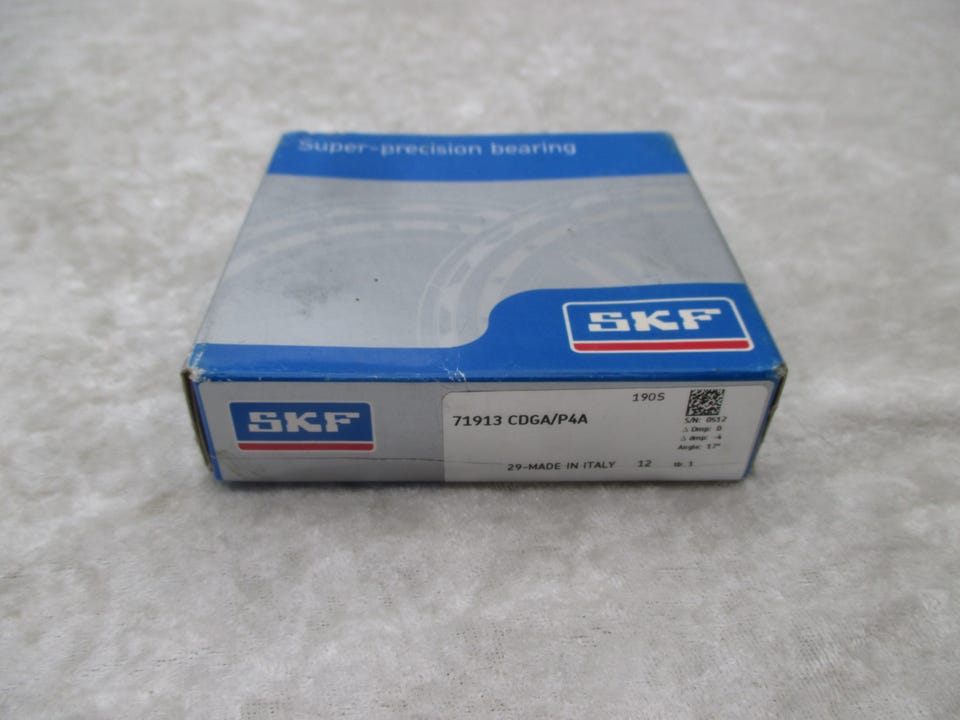 Super-precision bearing
SKF
SKF
190S
71913 CDGA/P4A
S/N: 0512
Δ Dmp: 0
Δ dmp: -4
Angle: 17°
29-MADE IN ITALY 12